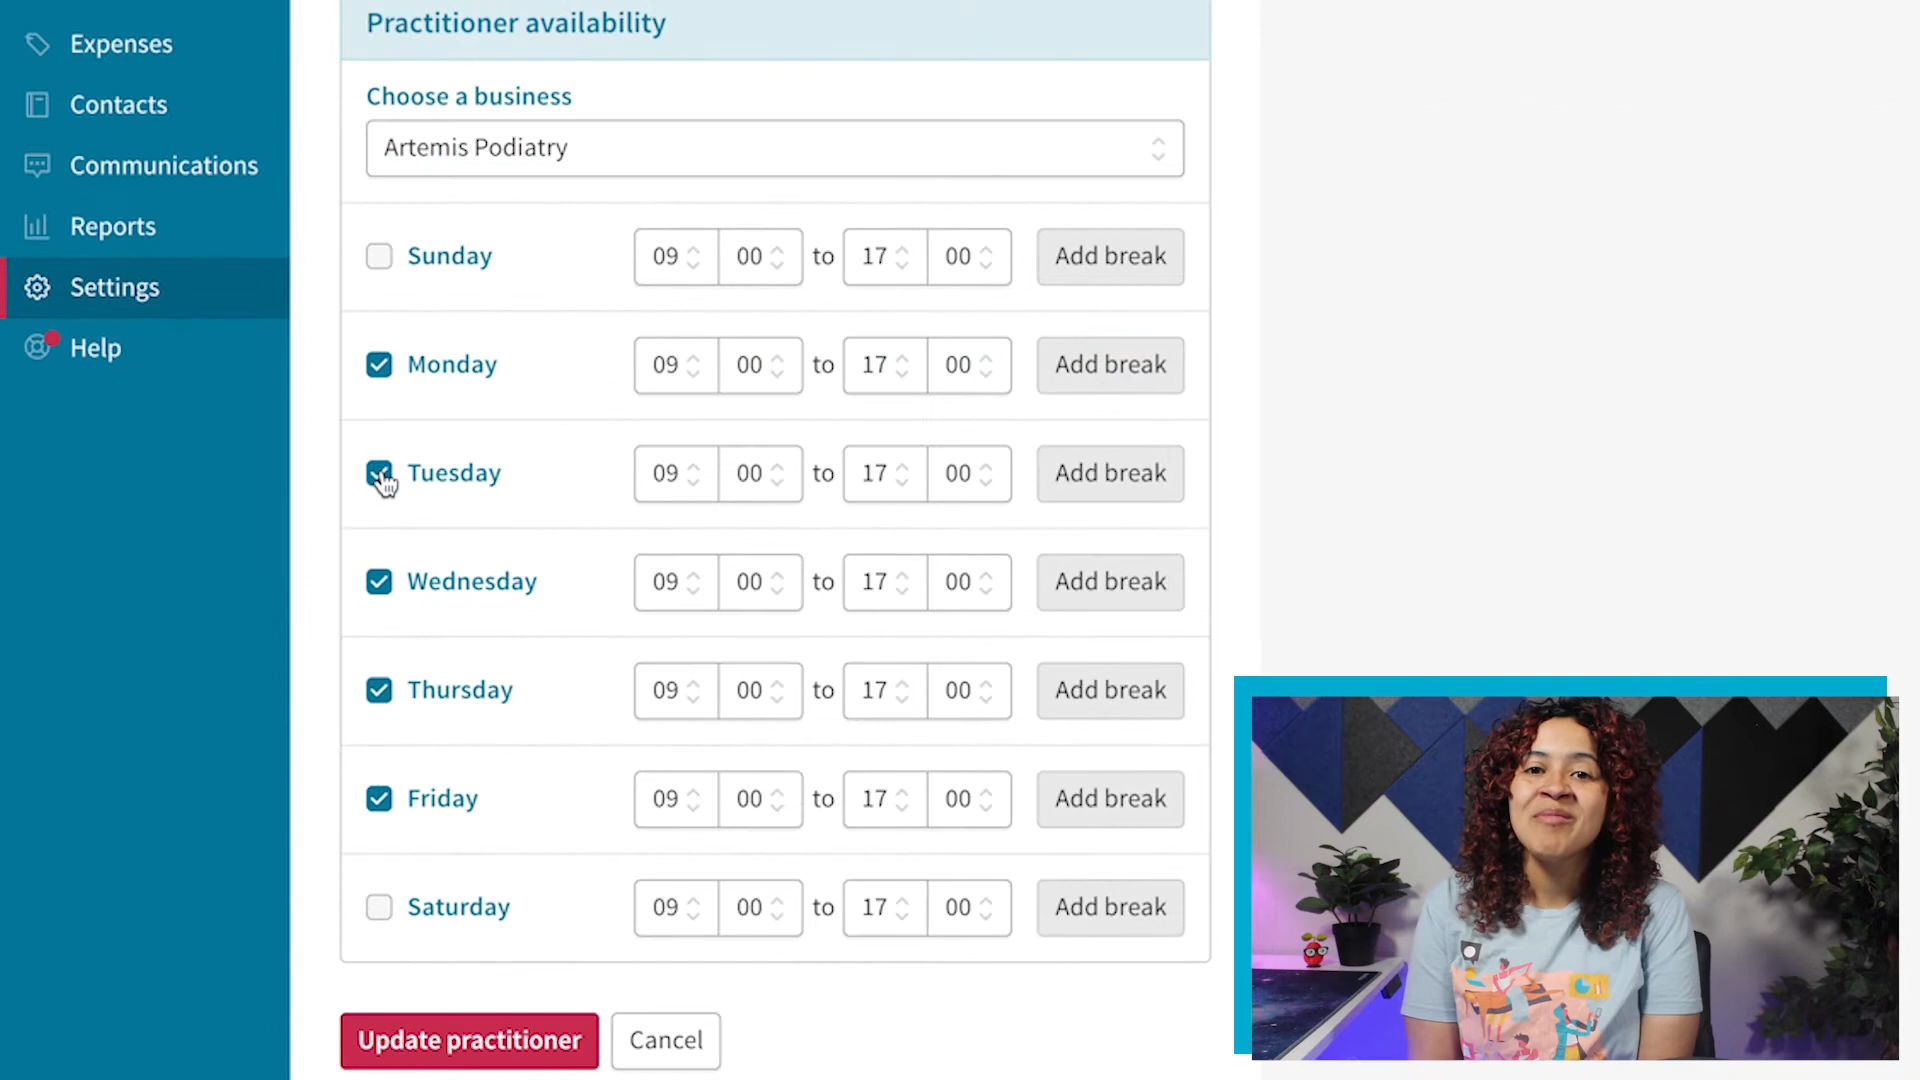 Expenses
Contacts
Communications
Reports
Settings
Help
Practitioner availability
Choose a business
Artemis Podiatry
Sunday 09 00 to 17 00 Add break
Monday 09 00 to 17 00 Add break
Tuesday 09 00 to 17 00 Add break
Wednesday 09 00 to 17 00 Add break
Thursday 09 00 to 17 00 Add break
Friday 09 00 to 17 00 Add break
Saturday 09 00 to 17 00 Add break
Update practitioner Cancel